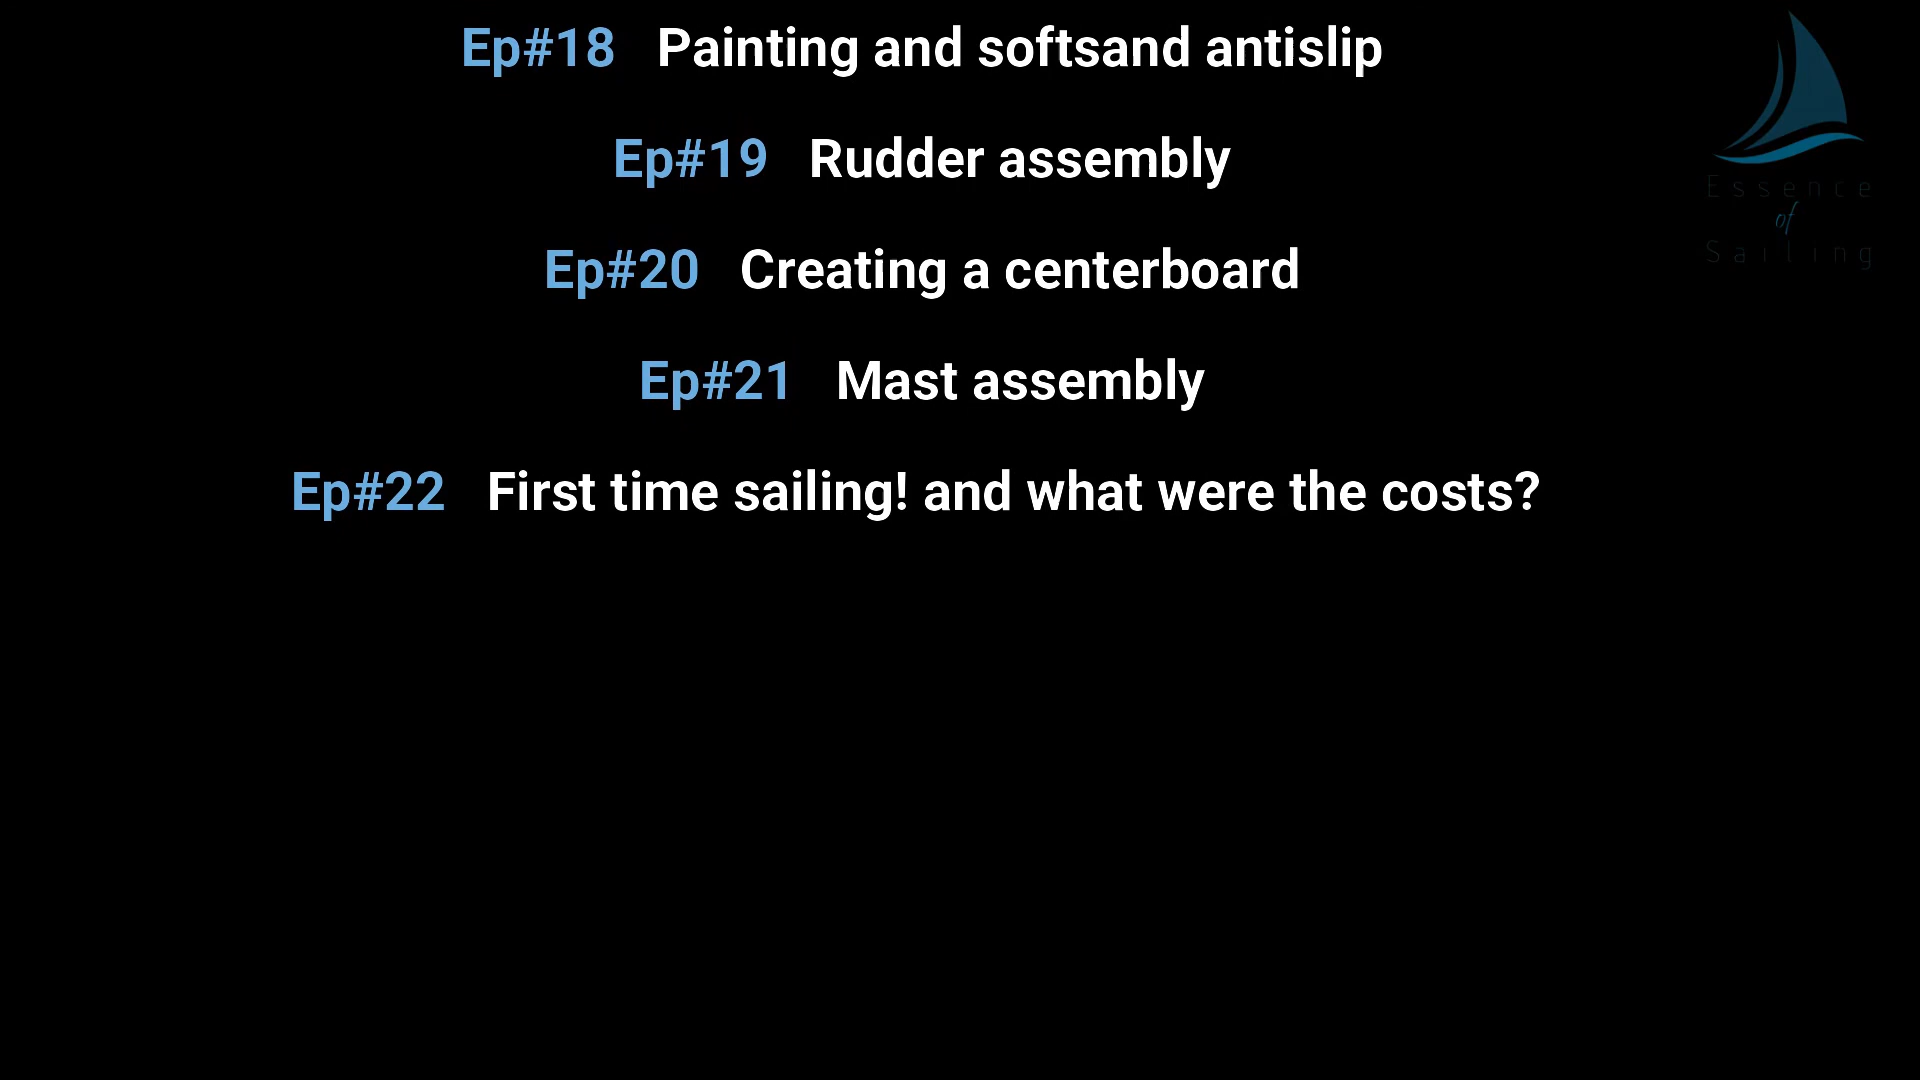 Ep#18 Painting and softsand antislip
Ep#19 Rudder assembly
Ep#20 Creating a centerboard
Ep#21 Mast assembly
Ep#22 First time sailing! and what were the costs?
Essence
of
Sailing